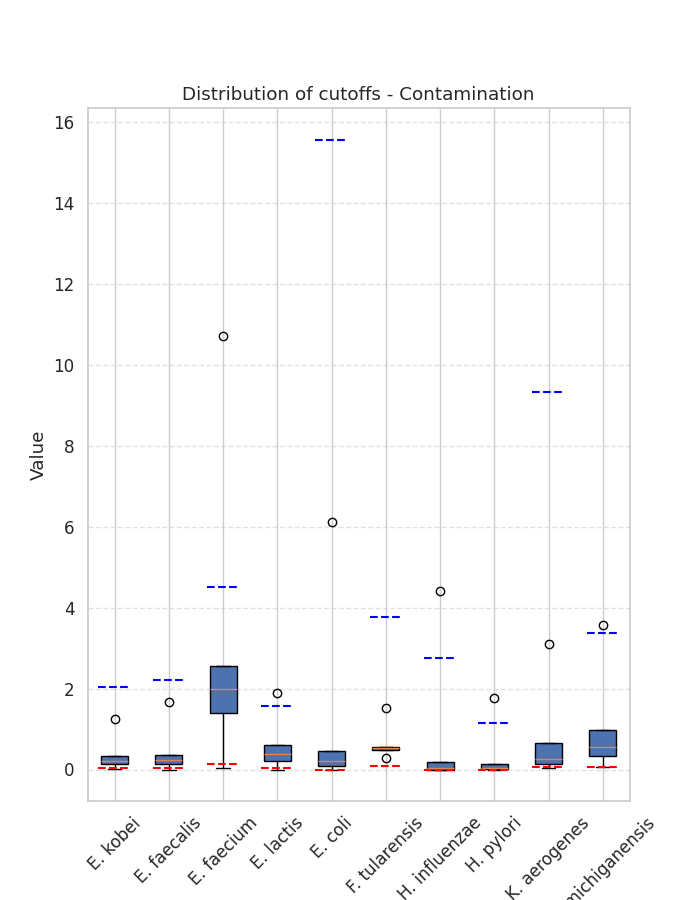 Distribution of cutoffs - Contamination
Value
16
14
12
10
8
6
4
2
0
E. kobei
E. faecalis
E. faecium
E. lactis
E. coli
F. tularensis
H. influenzae
H. pylori
K. aerogenes
michiganensis